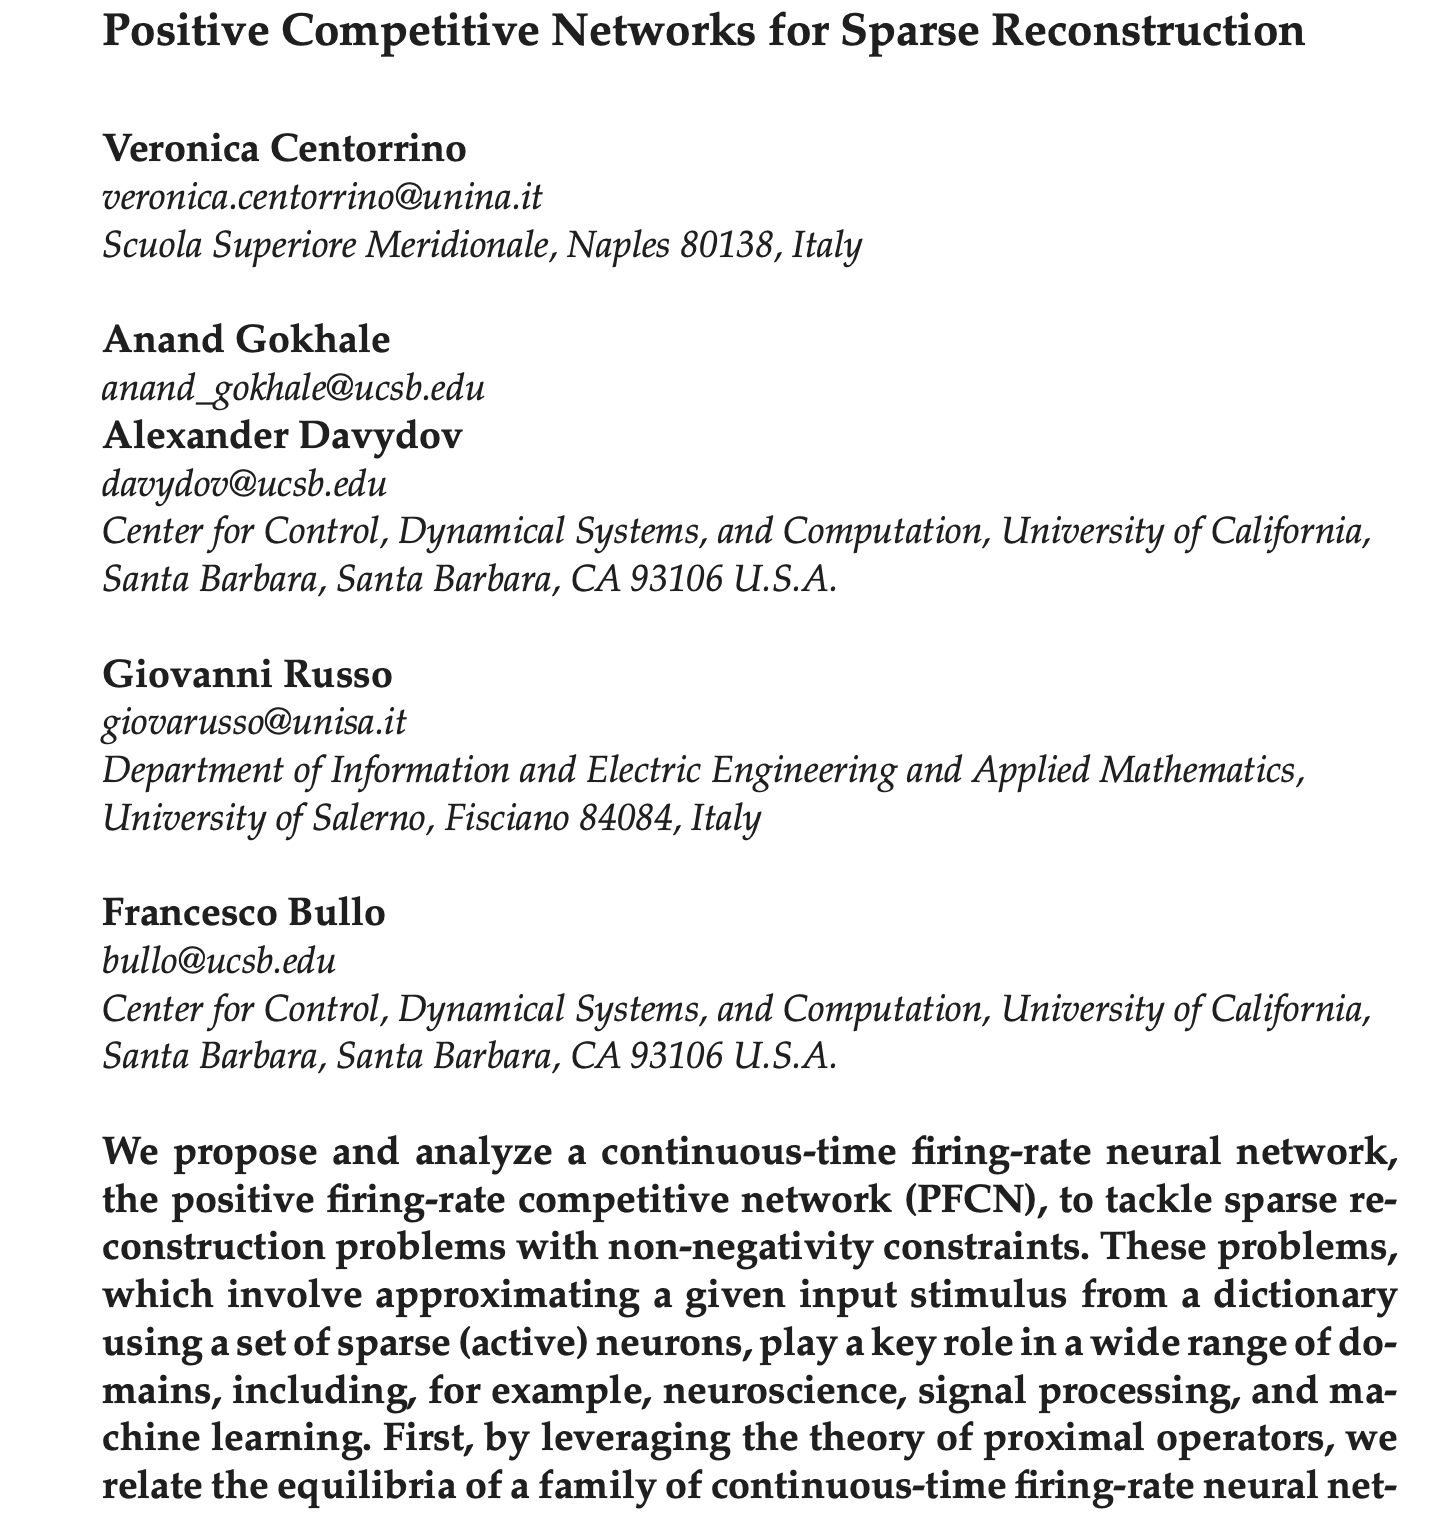 Positive Competitive Networks for Sparse Reconstruction
Veronica Centorrino
veronica.centorrino@unina.it
Scuola Superiore Meridionale, Naples 80138, Italy
Anand Gokhale
anand_gokhale@ucsb.edu
Alexander Davydov
davydov@ucsb.edu
Center for Control, Dynamical Systems, and Computation, University of California,
Santa Barbara, Santa Barbara, CA 93106 U.S.A.
Giovanni Russo
giovarusso@unisa.it
Department of Information and Electric Engineering and Applied Mathematics,
University of Salerno, Fisciano 84084, Italy
Francesco Bullo
bullo@ucsb.edu
Center for Control, Dynamical Systems, and Computation, University of California,
Santa Barbara, Santa Barbara, CA 93106 U.S.A.
We propose and analyze a continuous-time firing-rate neural network,
the positive firing-rate competitive network (PFCN), to tackle sparse re-
construction problems with non-negativity constraints. These problems,
which involve approximating a given input stimulus from a dictionary
using a set of sparse (active) neurons, play a key role in a wide range of do-
mains, including, for example, neuroscience, signal processing, and ma-
chine learning. First, by leveraging the theory of proximal operators, we
relate the equilibria of a family of continuous-time firing-rate neural net-